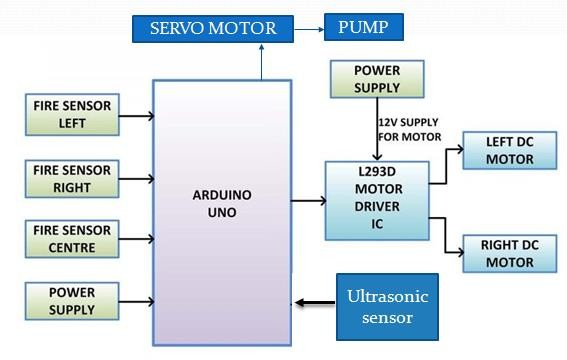 SERVO MOTOR
PUMP
POWER
SUPPLY
FIRE SENSOR
LEFT
12V SUPPLY
FOR MOTOR
LEFT DC
MOTOR
FIRE SENSOR
RIGHT
ARDUINO
UNO
L293D
MOTOR
DRIVER
IC
FIRE SENSOR
CENTRE
RIGHT DC
MOTOR
POWER
SUPPLY
Ultrasonic
sensor